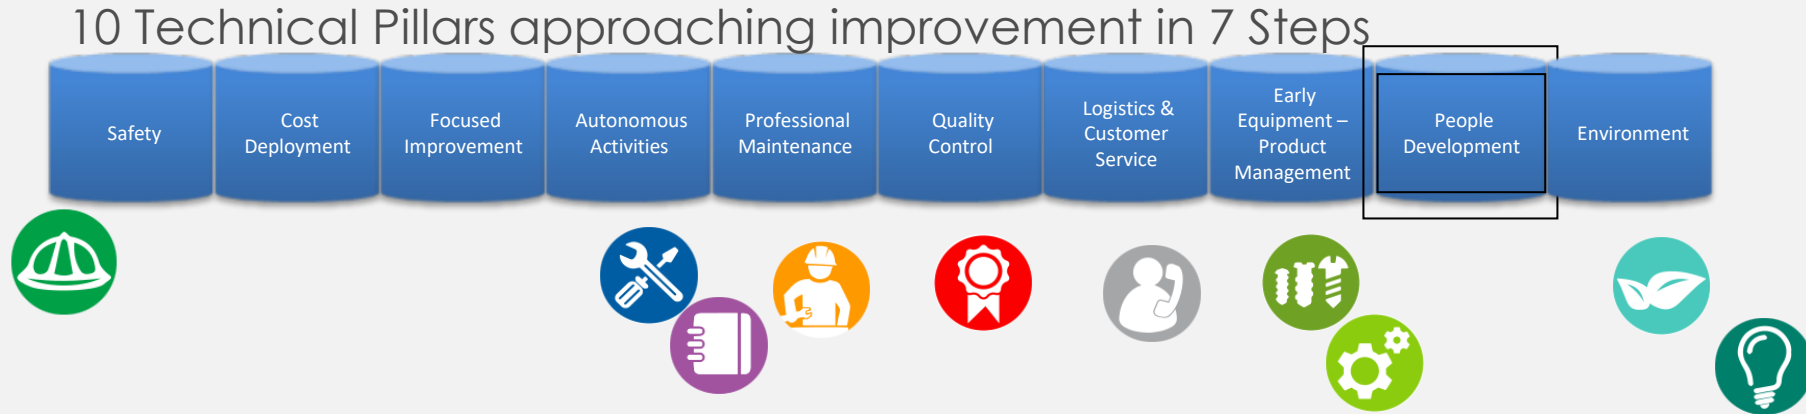 10 Technical Pillars approaching improvement in 7 Steps
Safety
Cost
Deployment
Focused
Improvement
Autonomous
Activities
Professional
Maintenance
Quality
Control
Logistics &
Customer
Service
Early
Equipment –
Product
Management
People
Development
Environment